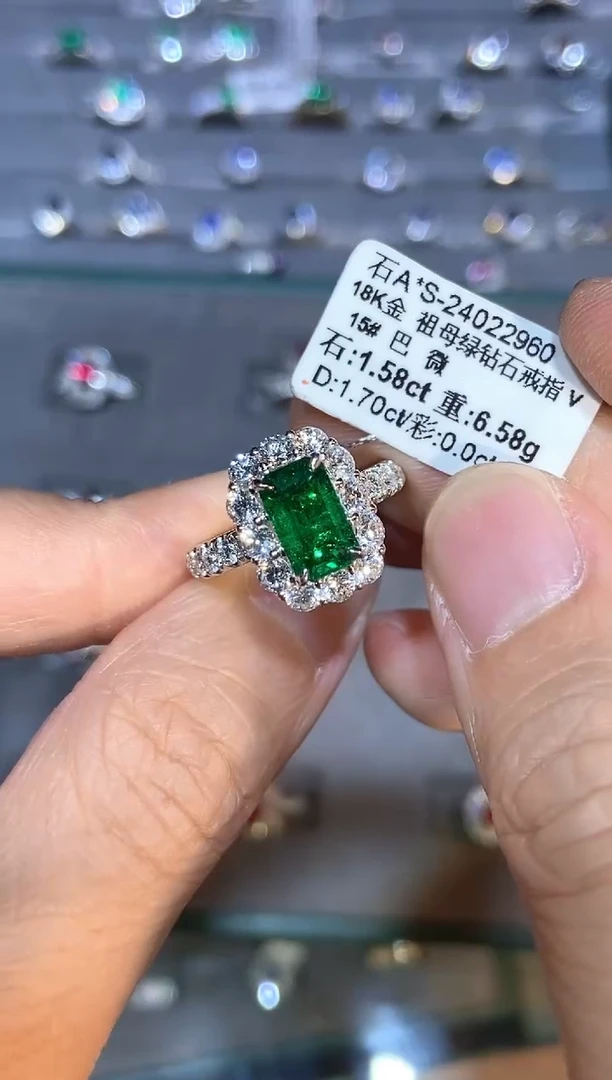 石A*S-24022960
18K金 祖母绿钻石戒指 V
15# 巴 微
石:1.58ct 重:6.58g
D:1.70ct/彩:0.0ct